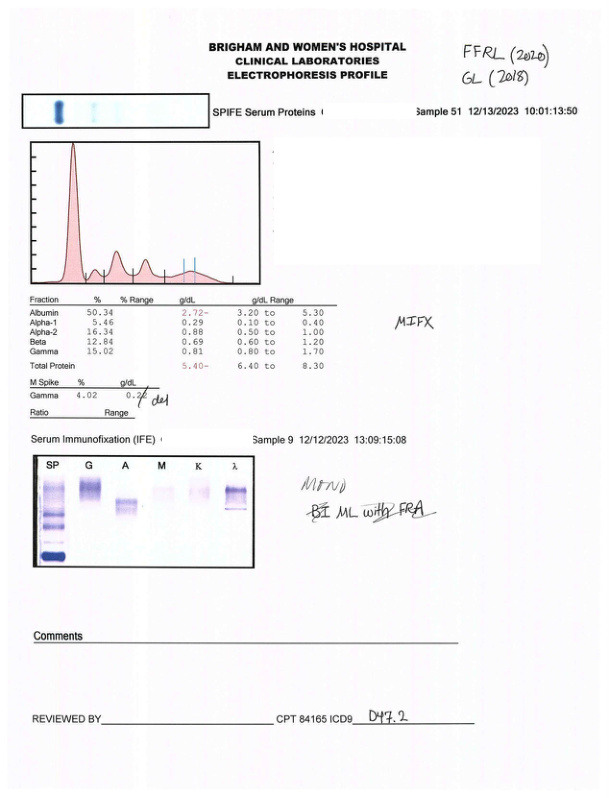 BRIGHAM AND WOMEN'S HOSPITAL
CLINICAL LABORATORIES
ELECTROPHORESIS PROFILE
FFRL (2020)
GL (2018)
SPIFE Serum Proteins
Sample 51 12/13/2023 10:01:13:50
Fraction % % Range g/dL g/dL Range
Albumin 50.34 2.72- 3.20 to 5.30
Alpha-1 5.46 0.29 0.10 to 0.40
Alpha-2 16.34 0.88 0.50 to 1.00
Beta 12.84 0.69 0.60 to 1.20
Gamma 15.02 0.81 0.80 to 1.70
Total Protein 5.40- 6.40 to 8.30
MIFX
M Spike % g/dL
Gamma 4.02 0.22 del
Ratio Range
Serum Immunofixation (IFE)
Sample 9 12/12/2023 13:09:15:08
SP G A M K λ
MONO
BI ML with FRA
Comments
REVIEWED BY CPT 84165 ICD9 D47.2